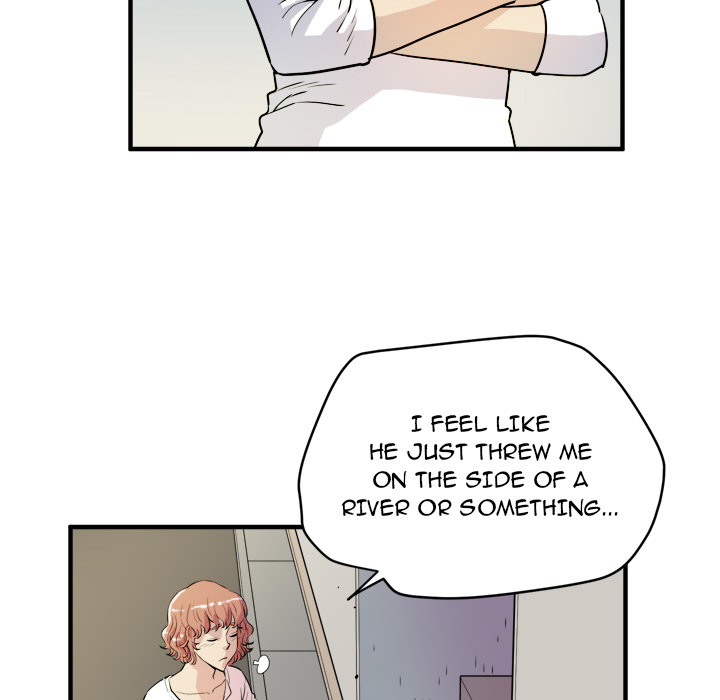 I FEEL LIKE
HE JUST THREW ME
ON THE SIDE OF A
RIVER OR SOMETHING...